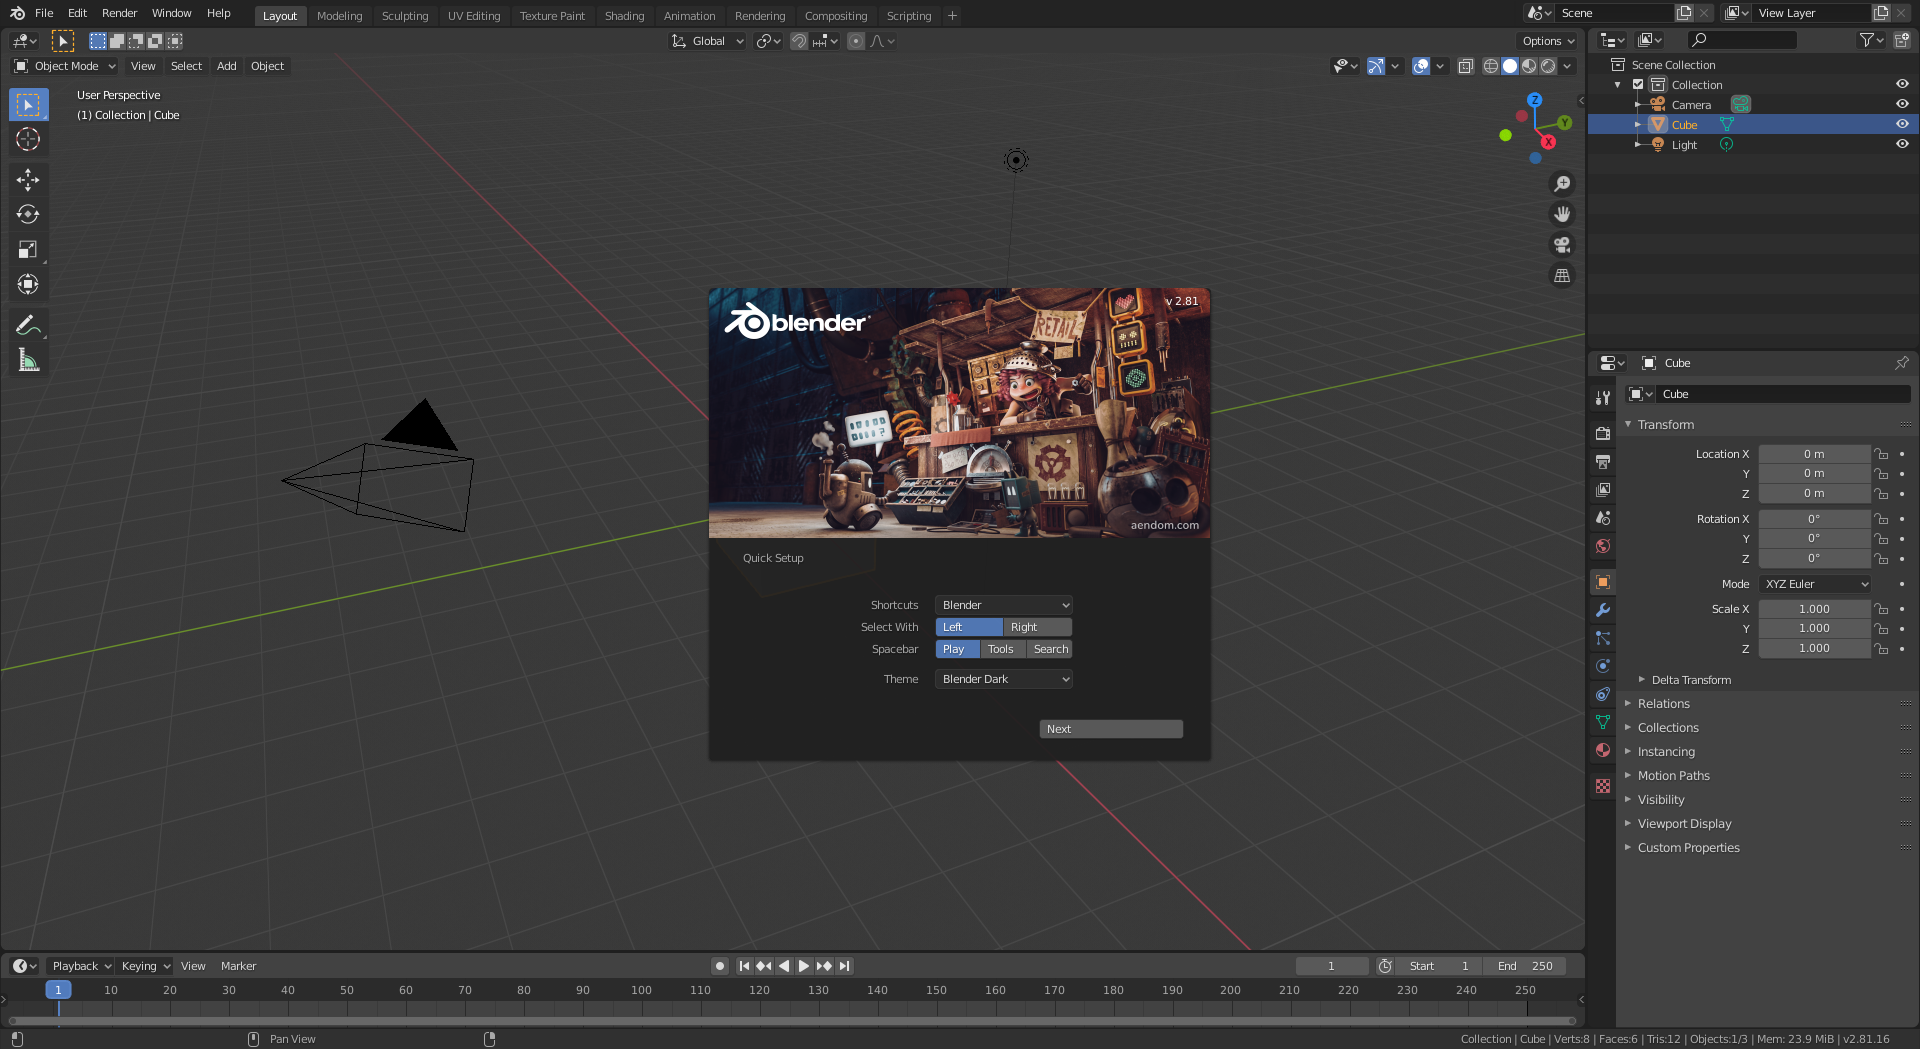 File Edit Render Window Help Layout Modeling Sculpting UV Editing Texture Paint Shading Animation Rendering Compositing Scripting Scene View Layer
Global Options
Object Mode View Select Add Object
User Perspective
(1) Collection | Cube
Z
Y
X
Scene Collection
Collection
Camera
Cube
Light
blender
v 2.81
RETAIL
aendom.com
Quick Setup
Shortcuts Blender
Select With Left Right
Spacebar Play Tools Search
Theme Blender Dark
Next
Cube
Cube
Transform
Location X 0 m
Y 0 m
Z 0 m
Rotation X 0°
Y 0°
Z 0°
Mode XYZ Euler
Scale X 1.000
Y 1.000
Z 1.000
Delta Transform
Relations
Collections
Instancing
Motion Paths
Visibility
Viewport Display
Custom Properties
Playback Keying View Marker 1 Start 1 End 250
1 10 20 30 40 50 60 70 80 90 100 110 120 130 140 150 160 170 180 190 200 210 220 230 240 250
Pan View Collection | Cube | Verts:8 | Faces:6 | Tris:12 | Objects:1/3 | Mem: 23.9 MiB | v2.81.16